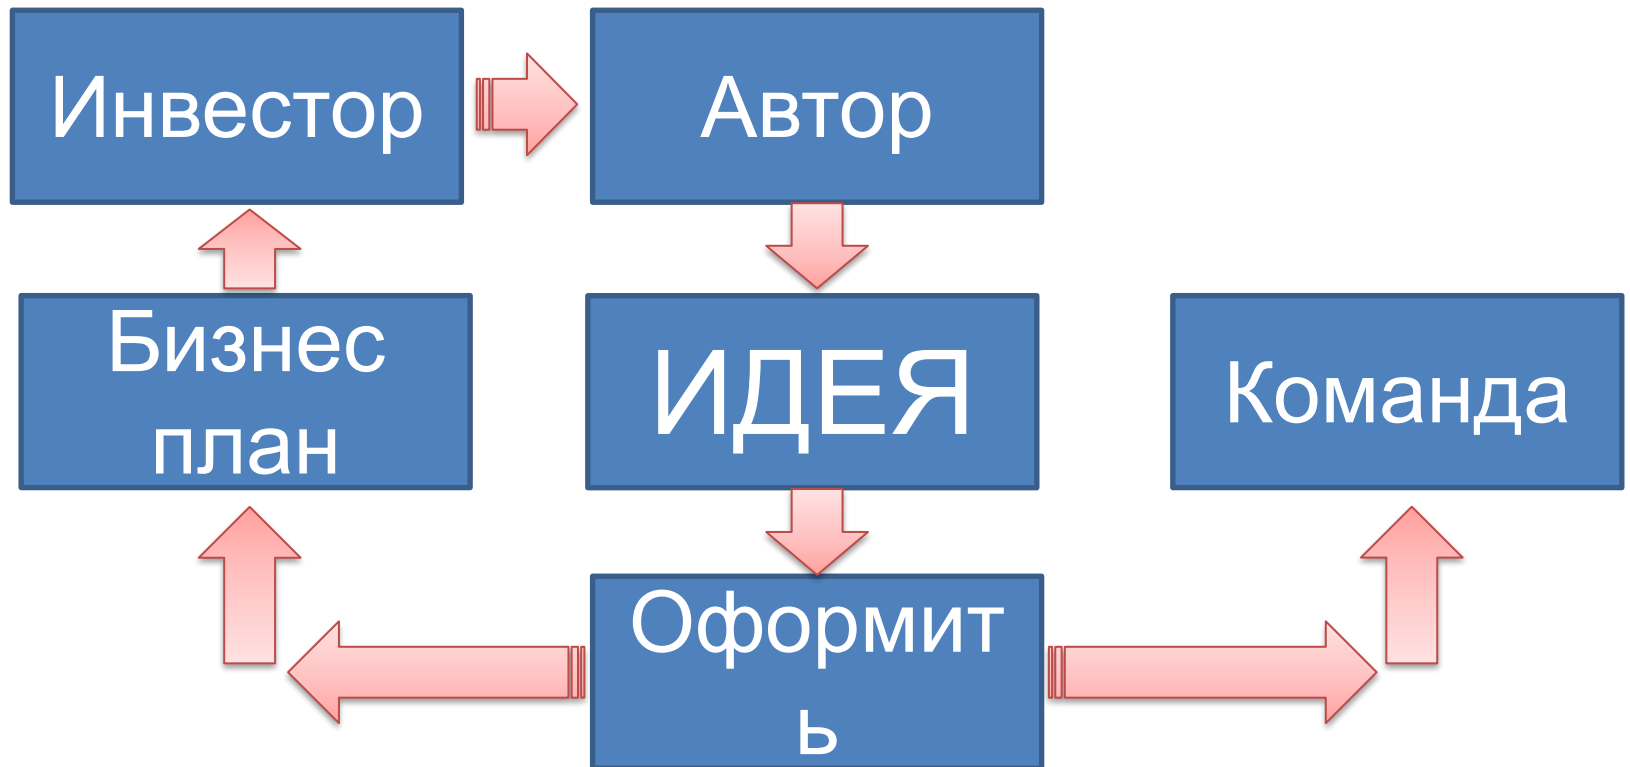 Инвестор
Автор
Бизнес
план
ИДЕЯ
Команда
Оформит
ь